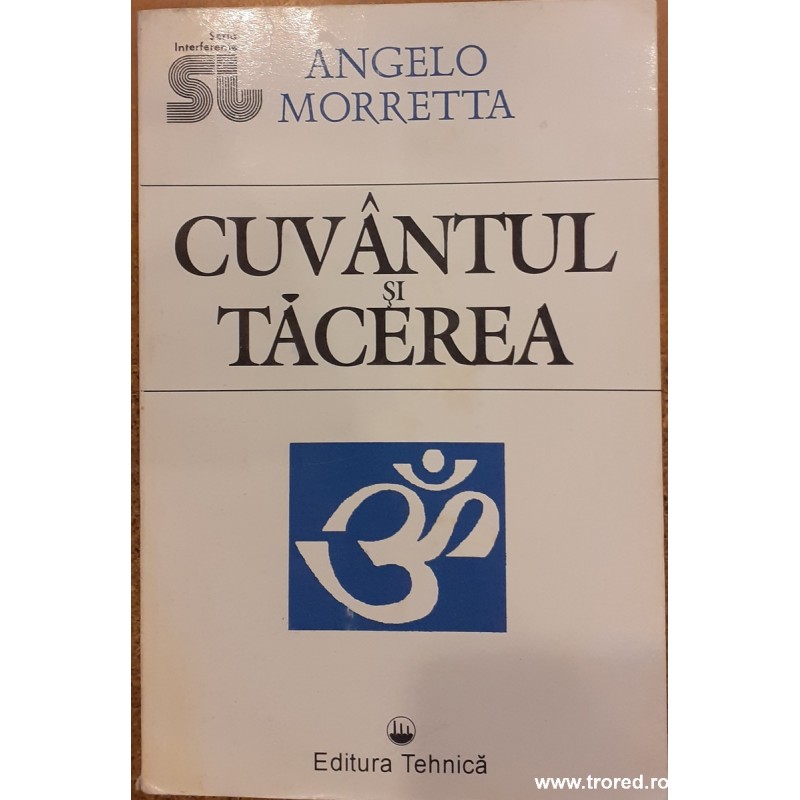 Seria
Interferențe
ANGELO
MORRETTA
CUVÂNTUL
ȘI
TĂCEREA
ॐ
Editura Tehnică
www.trored.ro